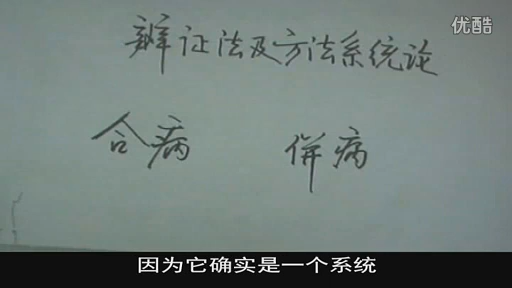 优酷
辨证法及方法系统论
合病 併病
因为它确实是一个系统